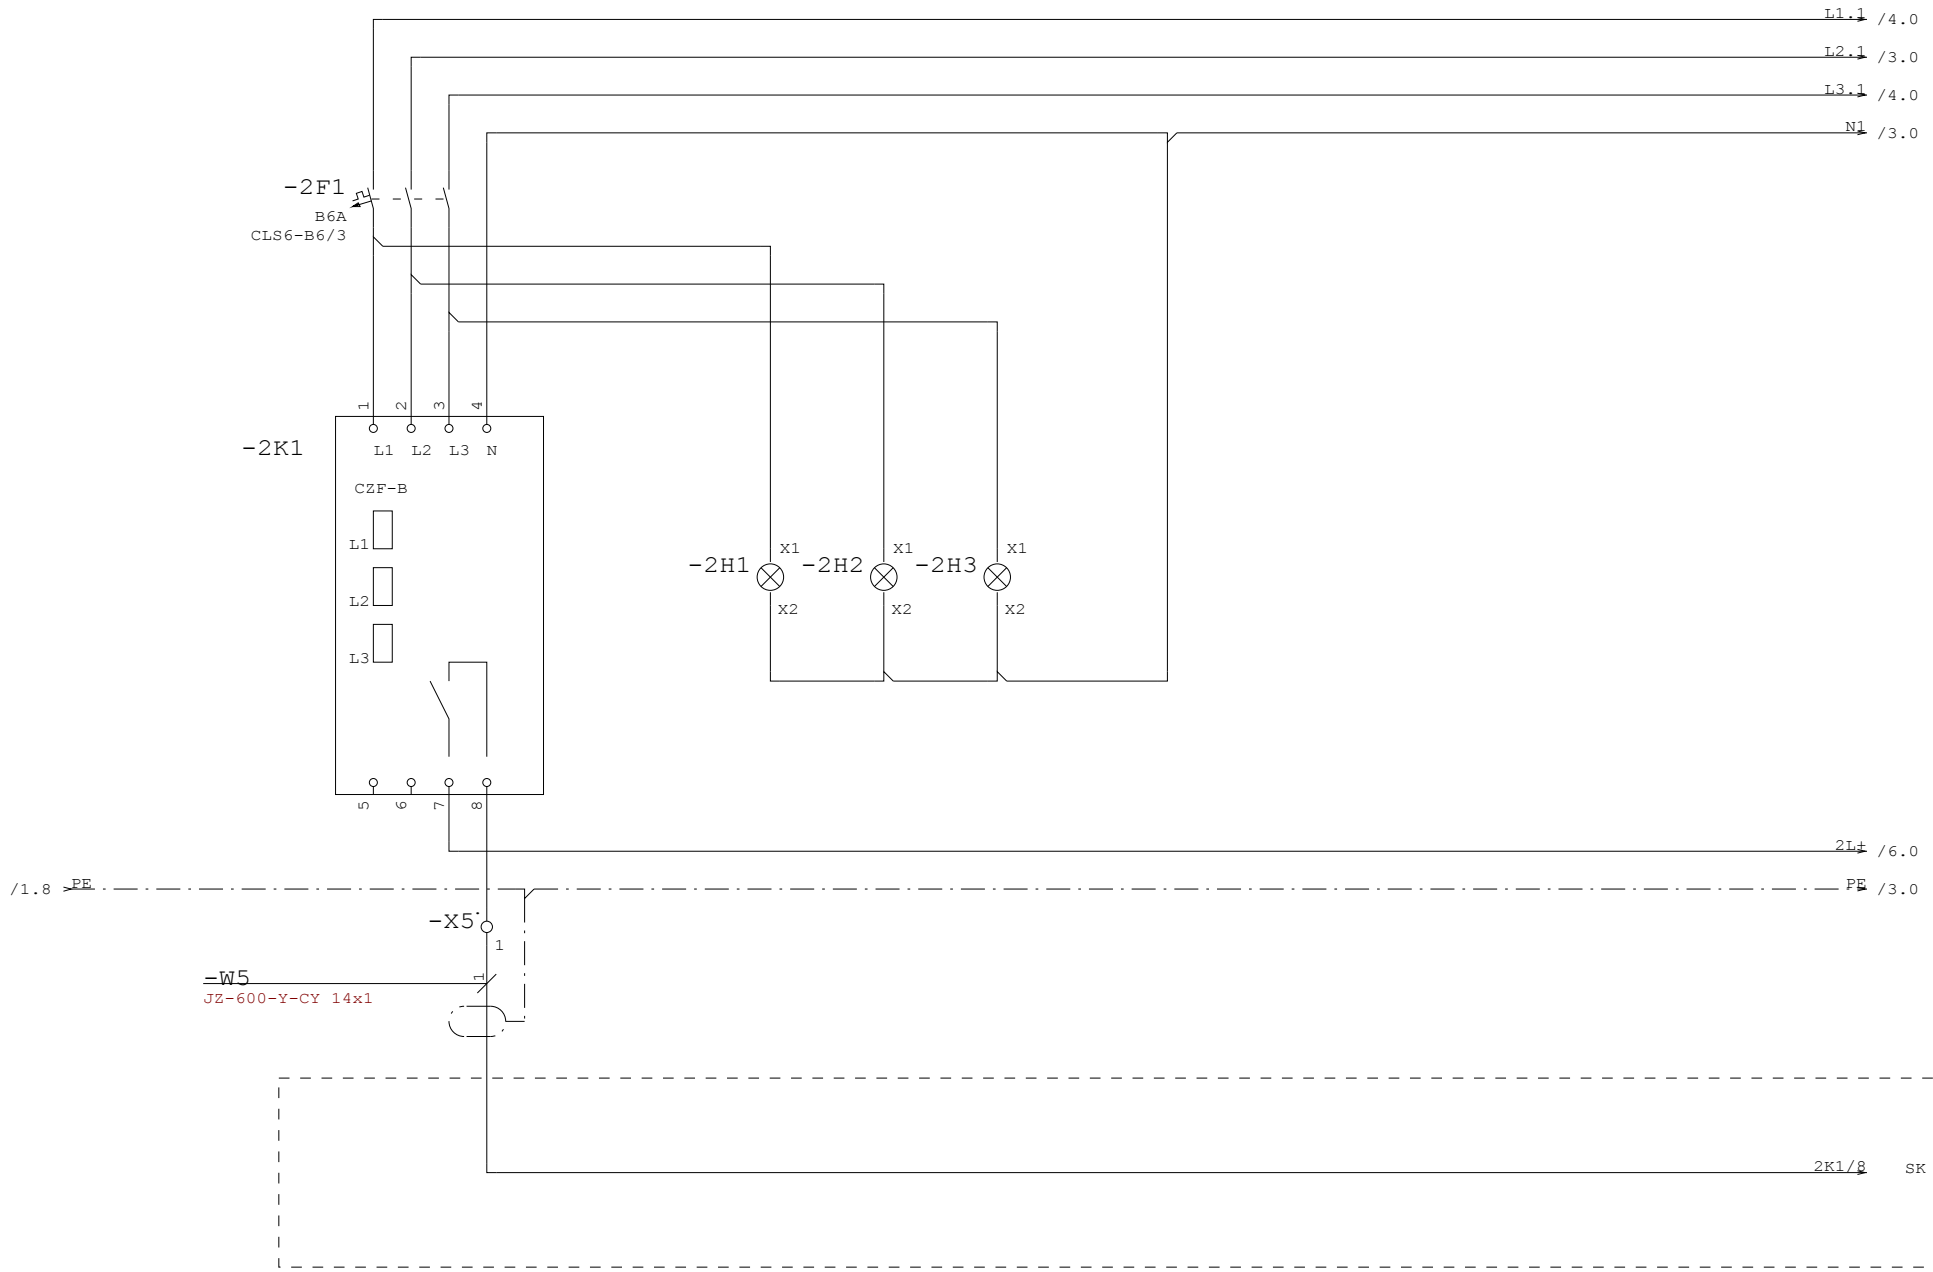 L1.1 /4.0
L2.1 /3.0
L3.1 /4.0
N1 /3.0
-2F1
B6A
CLS6-B6/3
1 2 3 4
-2K1
L1 L2 L3 N
CZF-B
L1
L2
L3
X1 X1 X1
-2H1 -2H2 -2H3
X2 X2 X2
5 6 7 8
2L+ /6.0
/1.8 PE PE /3.0
-X5
1
1
-W5
JZ-600-Y-CY 14x1
2K1/8 SK